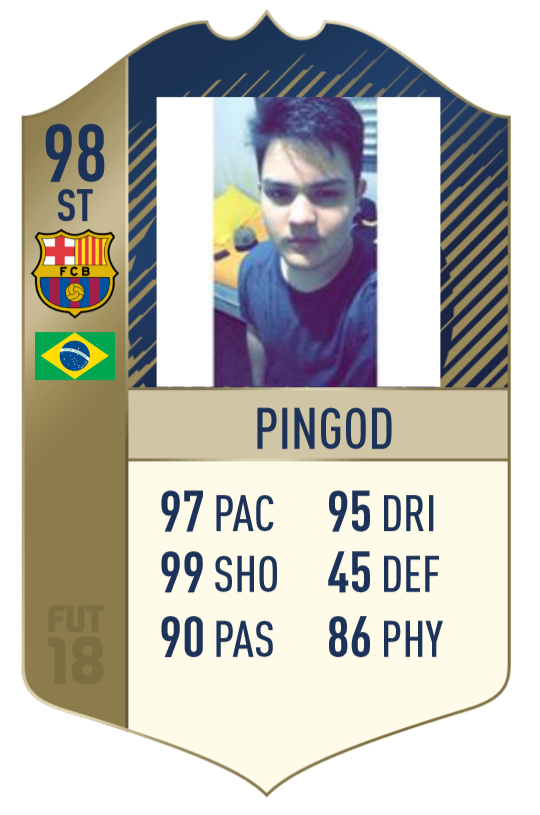 98
ST
FCB
PINGOD
97 PAC 95 DRI
99 SHO 45 DEF
90 PAS 86 PHY
FUT
18